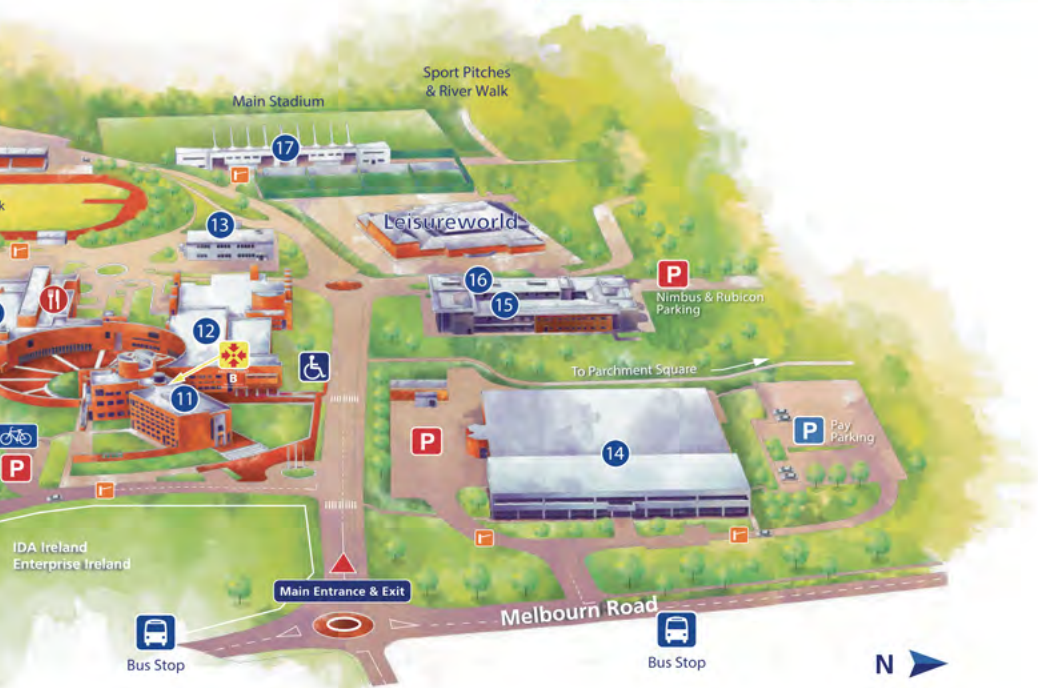 Sport Pitches
& River Walk
Main Stadium
17
k
13
Leisureworld
16
15
P
Nimbus & Rubicon
Parking
12
B
11
To Parchment Square
P
14
P
Pay
Parking
P
IDA Ireland
Enterprise Ireland
Main Entrance & Exit
Melbourn Road
Bus Stop
Bus Stop
N